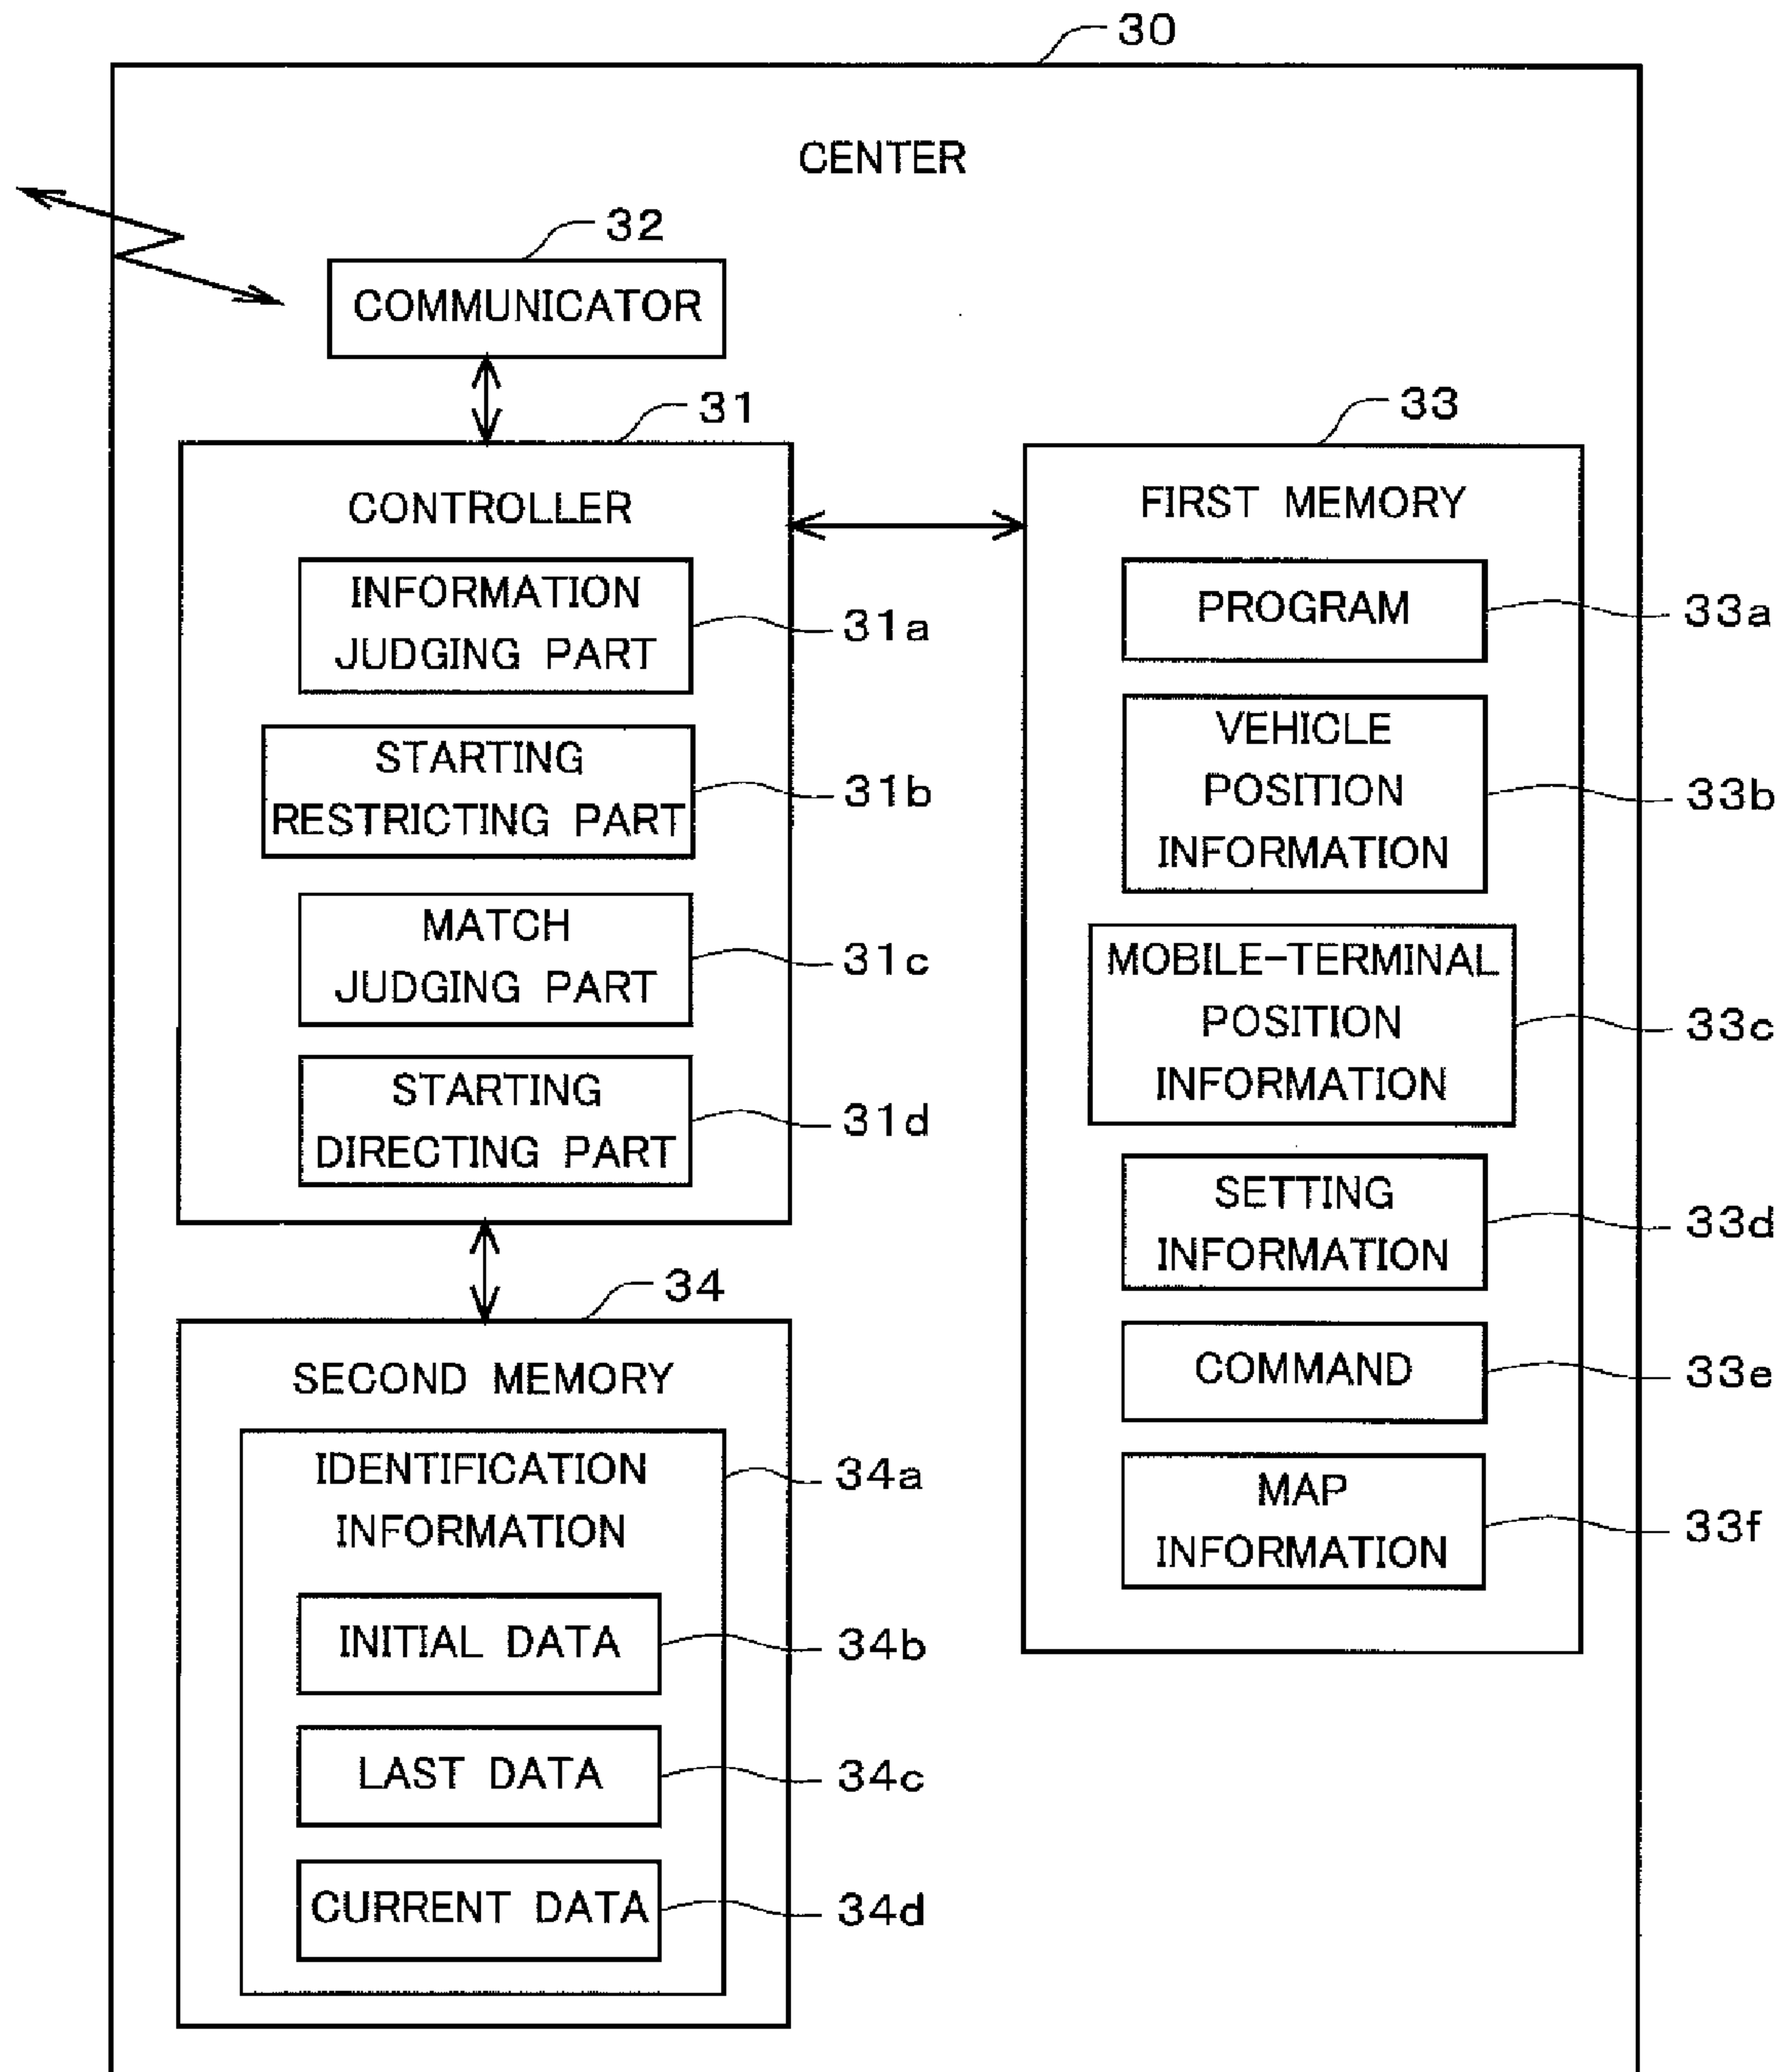 30
CENTER
32
COMMUNICATOR
31
CONTROLLER
INFORMATION
JUDGING PART
31a
STARTING
RESTRICTING PART
31b
MATCH
JUDGING PART
31c
STARTING
DIRECTING PART
31d
33
FIRST MEMORY
PROGRAM
33a
VEHICLE
POSITION
INFORMATION
33b
MOBILE-TERMINAL
POSITION
INFORMATION
33c
SETTING
INFORMATION
33d
COMMAND
33e
MAP
INFORMATION
33f
34
SECOND MEMORY
IDENTIFICATION
INFORMATION
34a
INITIAL DATA
34b
LAST DATA
34c
CURRENT DATA
34d